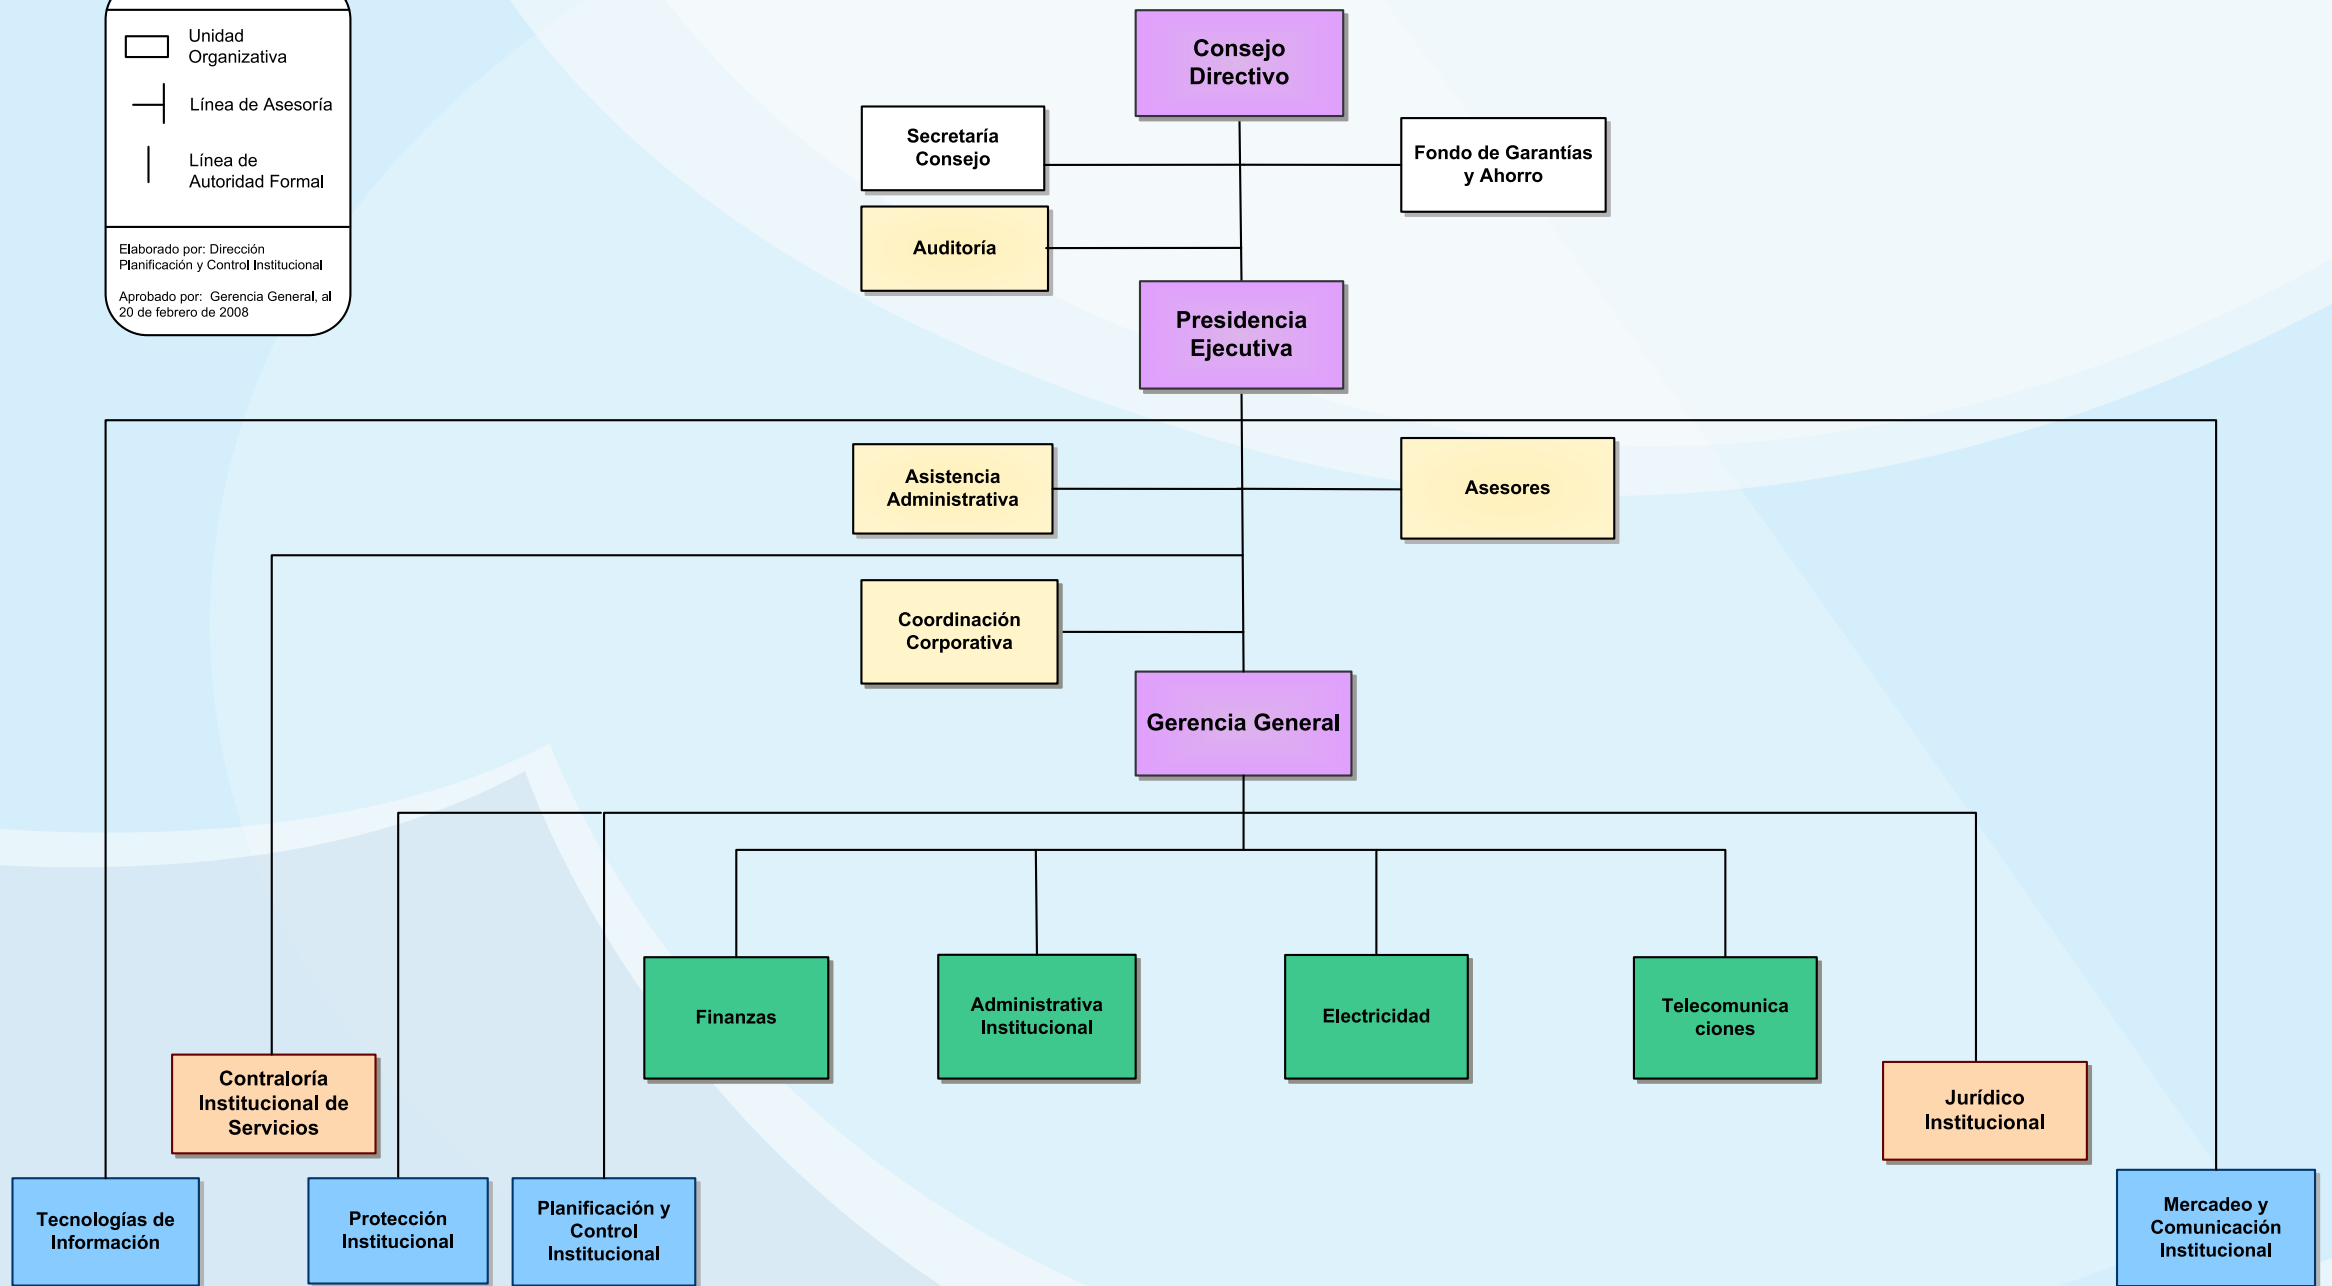 Unidad
Organizativa
Línea de Asesoría
Línea de
Autoridad Formal
Elaborado por: Dirección
Planificación y Control Institucional
Aprobado por: Gerencia General, al
20 de febrero de 2008
Consejo
Directivo
Secretaría
Consejo
Fondo de Garantías
y Ahorro
Auditoría
Presidencia
Ejecutiva
Asistencia
Administrativa
Asesores
Coordinación
Corporativa
Gerencia General
Finanzas
Administrativa
Institucional
Electricidad
Telecomunica
ciones
Contraloría
Institucional de
Servicios
Jurídico
Institucional
Tecnologías de
Información
Protección
Institucional
Planificación y
Control
Institucional
Mercadeo y
Comunicación
Institucional